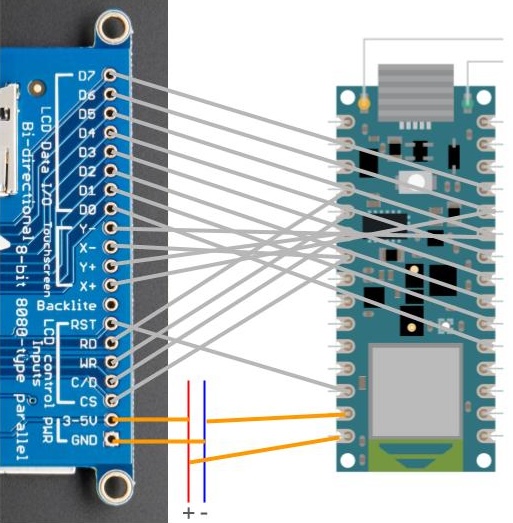 D7
D6
D5
D4
D3
D2
D1
D0
Y-
X-
Y+
X+
Backlite
RST
RD
WR
C/D
CS
3-5V
GND
LCD Data I/O
Touchscreen
LCD control
Inputs
PWR
Bi-directional 8-bit 8080-type parallel
+ -